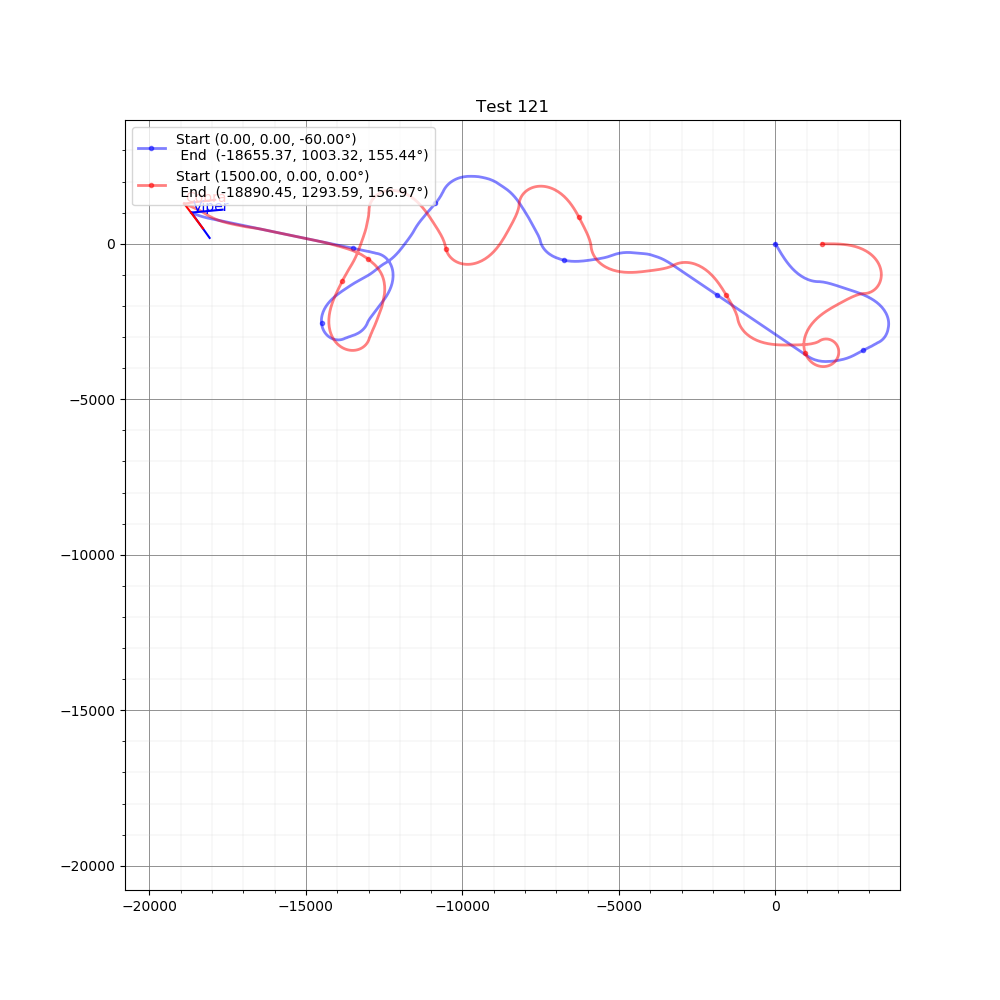 Test 121
Start (0.00, 0.00, -60.00°)
End (-18655.37, 1003.32, 155.44°)
Start (1500.00, 0.00, 0.00°)
End (-18890.45, 1293.59, 156.97°)
Viper
0
−5000
−10000
−15000
−20000
−20000 −15000 −10000 −5000 0